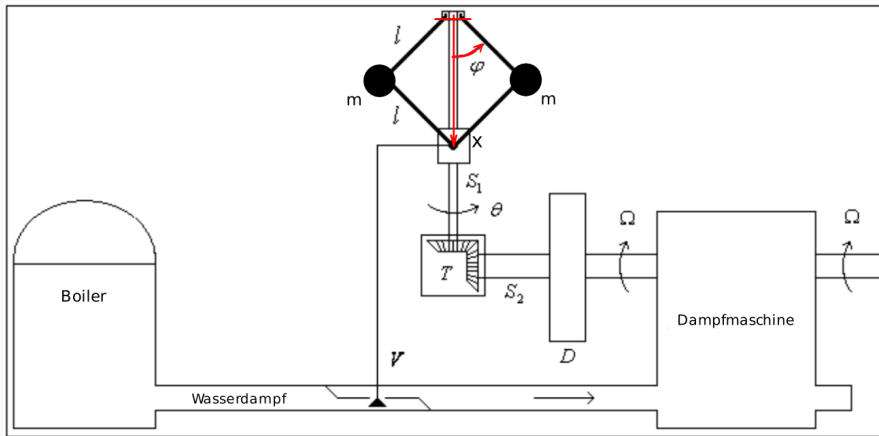 l
φ
m
m
l
x
S₁
θ
Ω
Ω
T
S₂
Boiler
Dampfmaschine
D
V
Wasserdampf